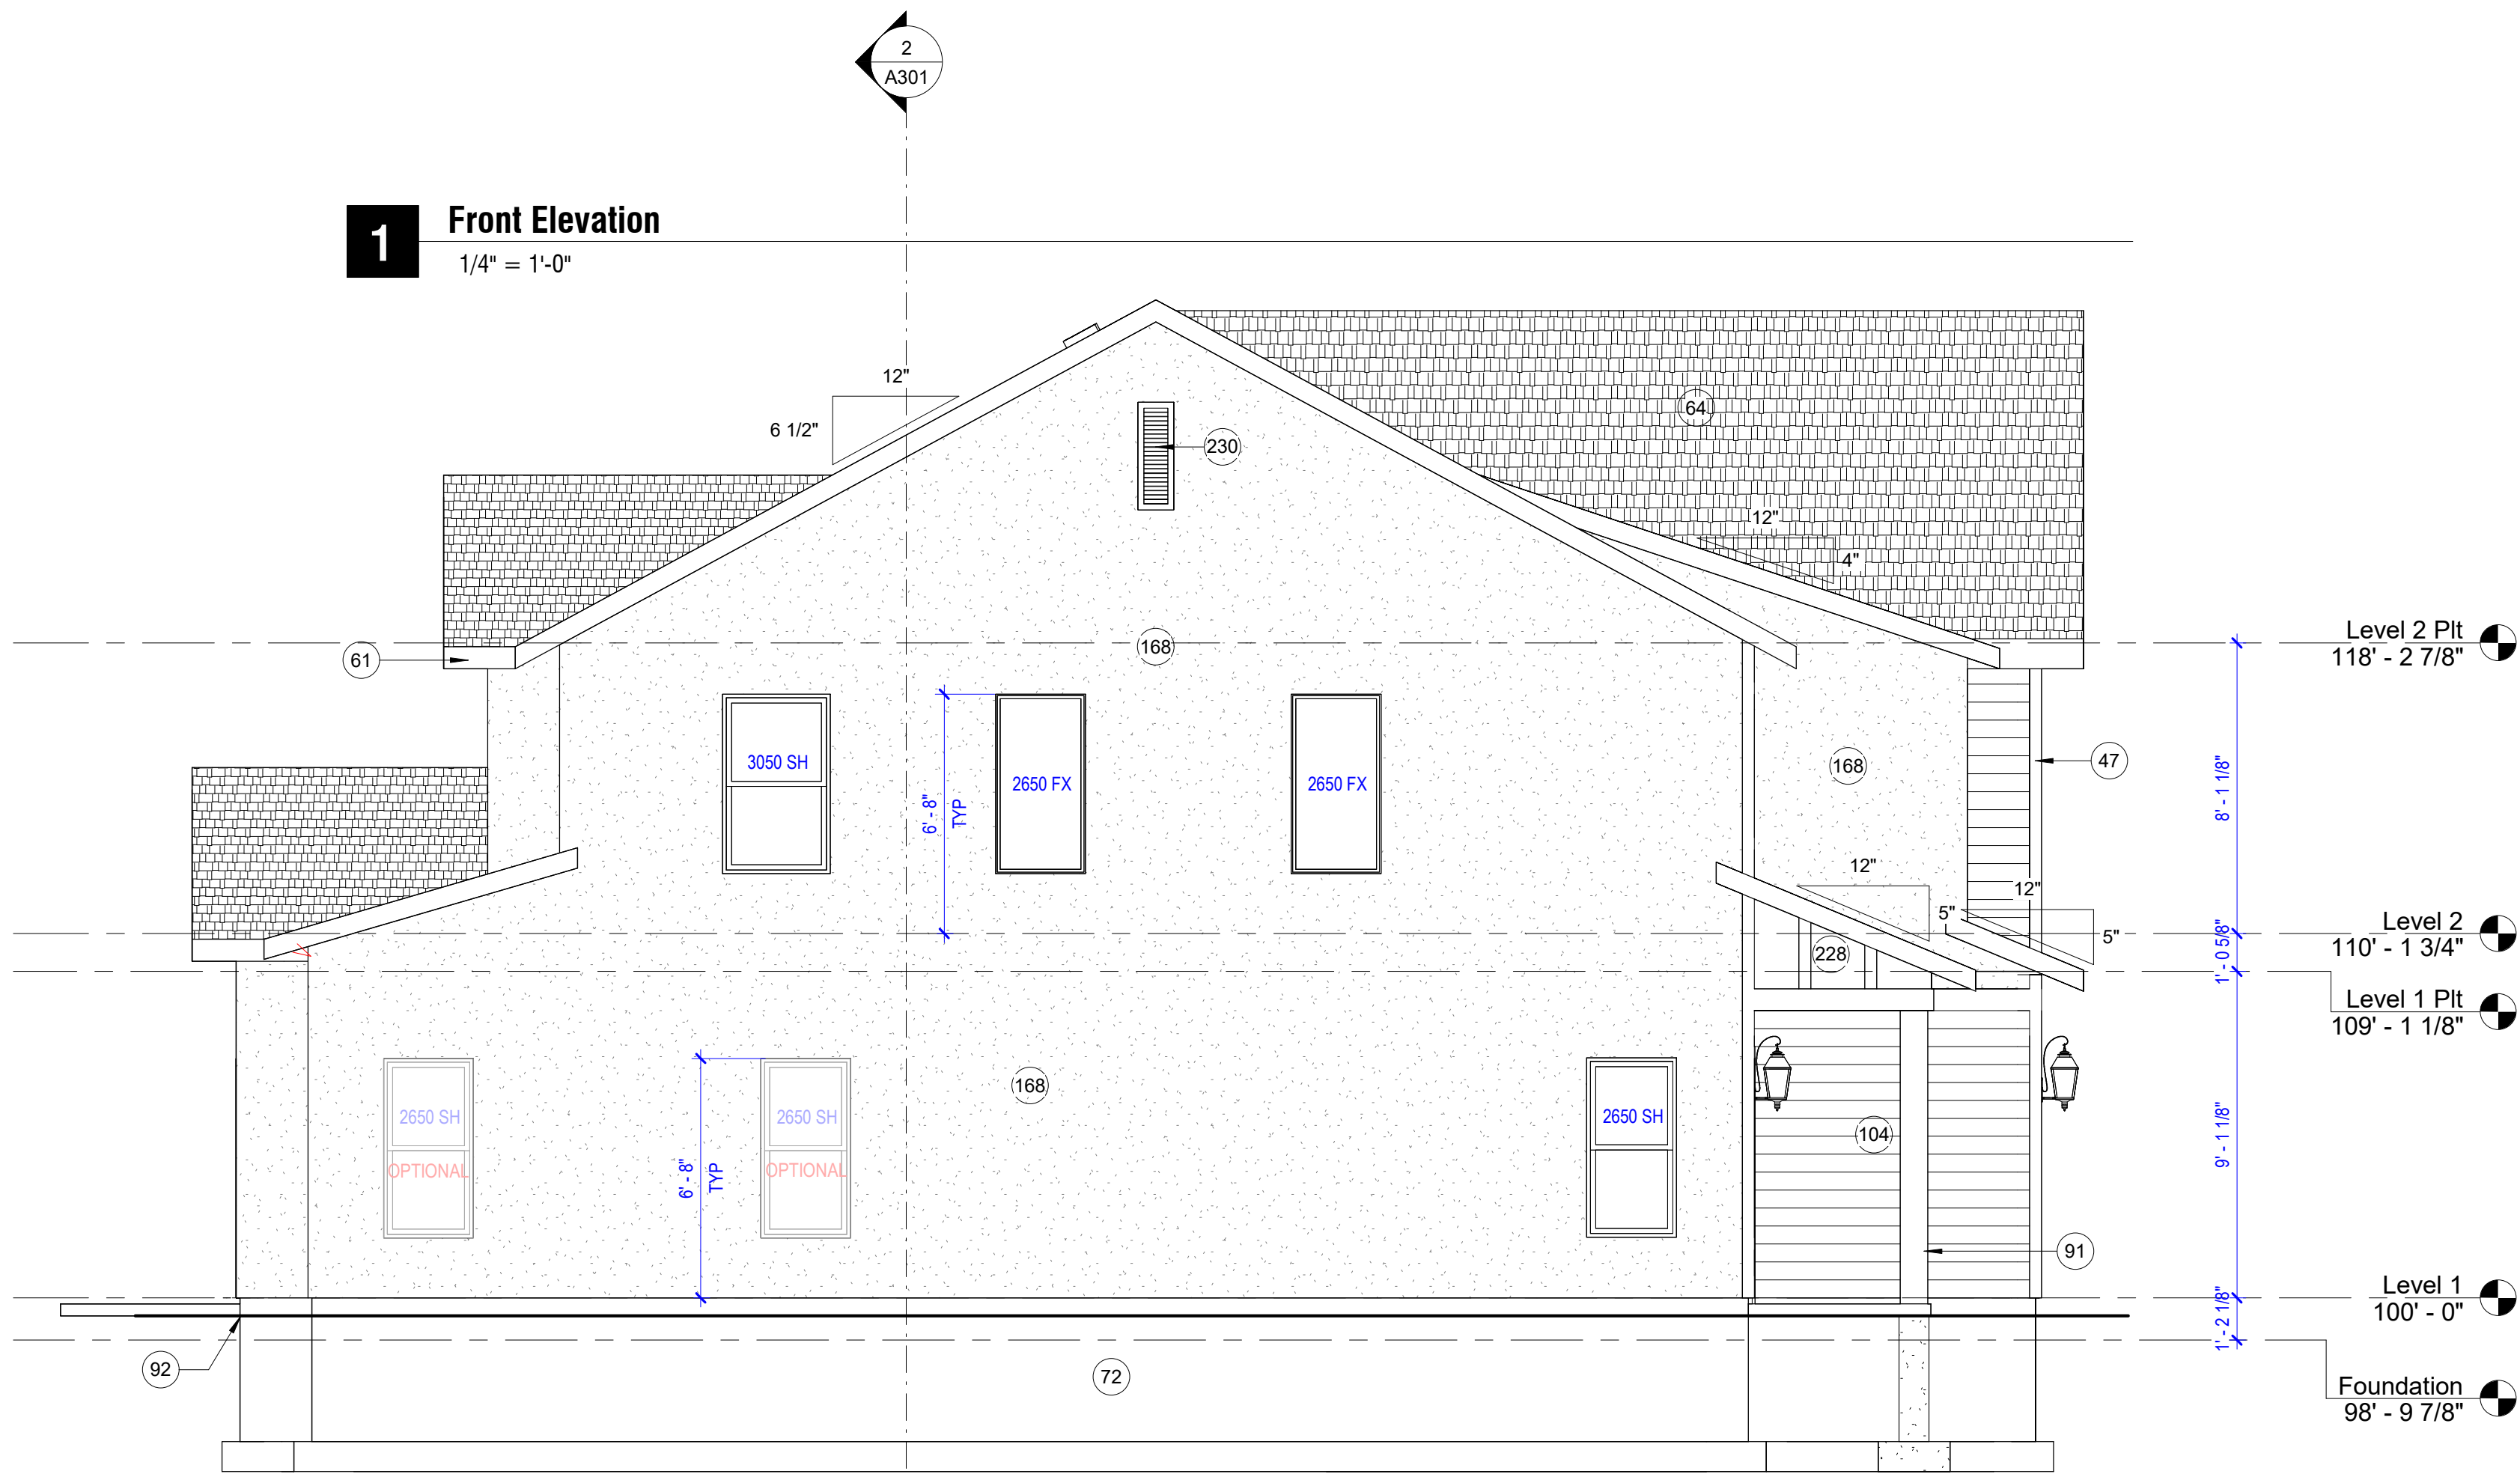 2
A301
1
Front Elevation
1/4" = 1'-0"
12"
6 1/2"
230
64
12"
4"
61
168
Level 2 Plt
118' - 2 7/8"
3050 SH
2650 FX
2650 FX
168
47
6' - 8"
TYP
8' - 1 1/8"
12"
12"
5"
5"
228
Level 2
110' - 1 3/4"
1' - 0 5/8"
Level 1 Plt
109' - 1 1/8"
168
2650 SH
OPTIONAL
2650 SH
OPTIONAL
2650 SH
104
6' - 8"
TYP
9' - 1 1/8"
91
Level 1
100' - 0"
1' - 2 1/8"
92
72
Foundation
98' - 9 7/8"